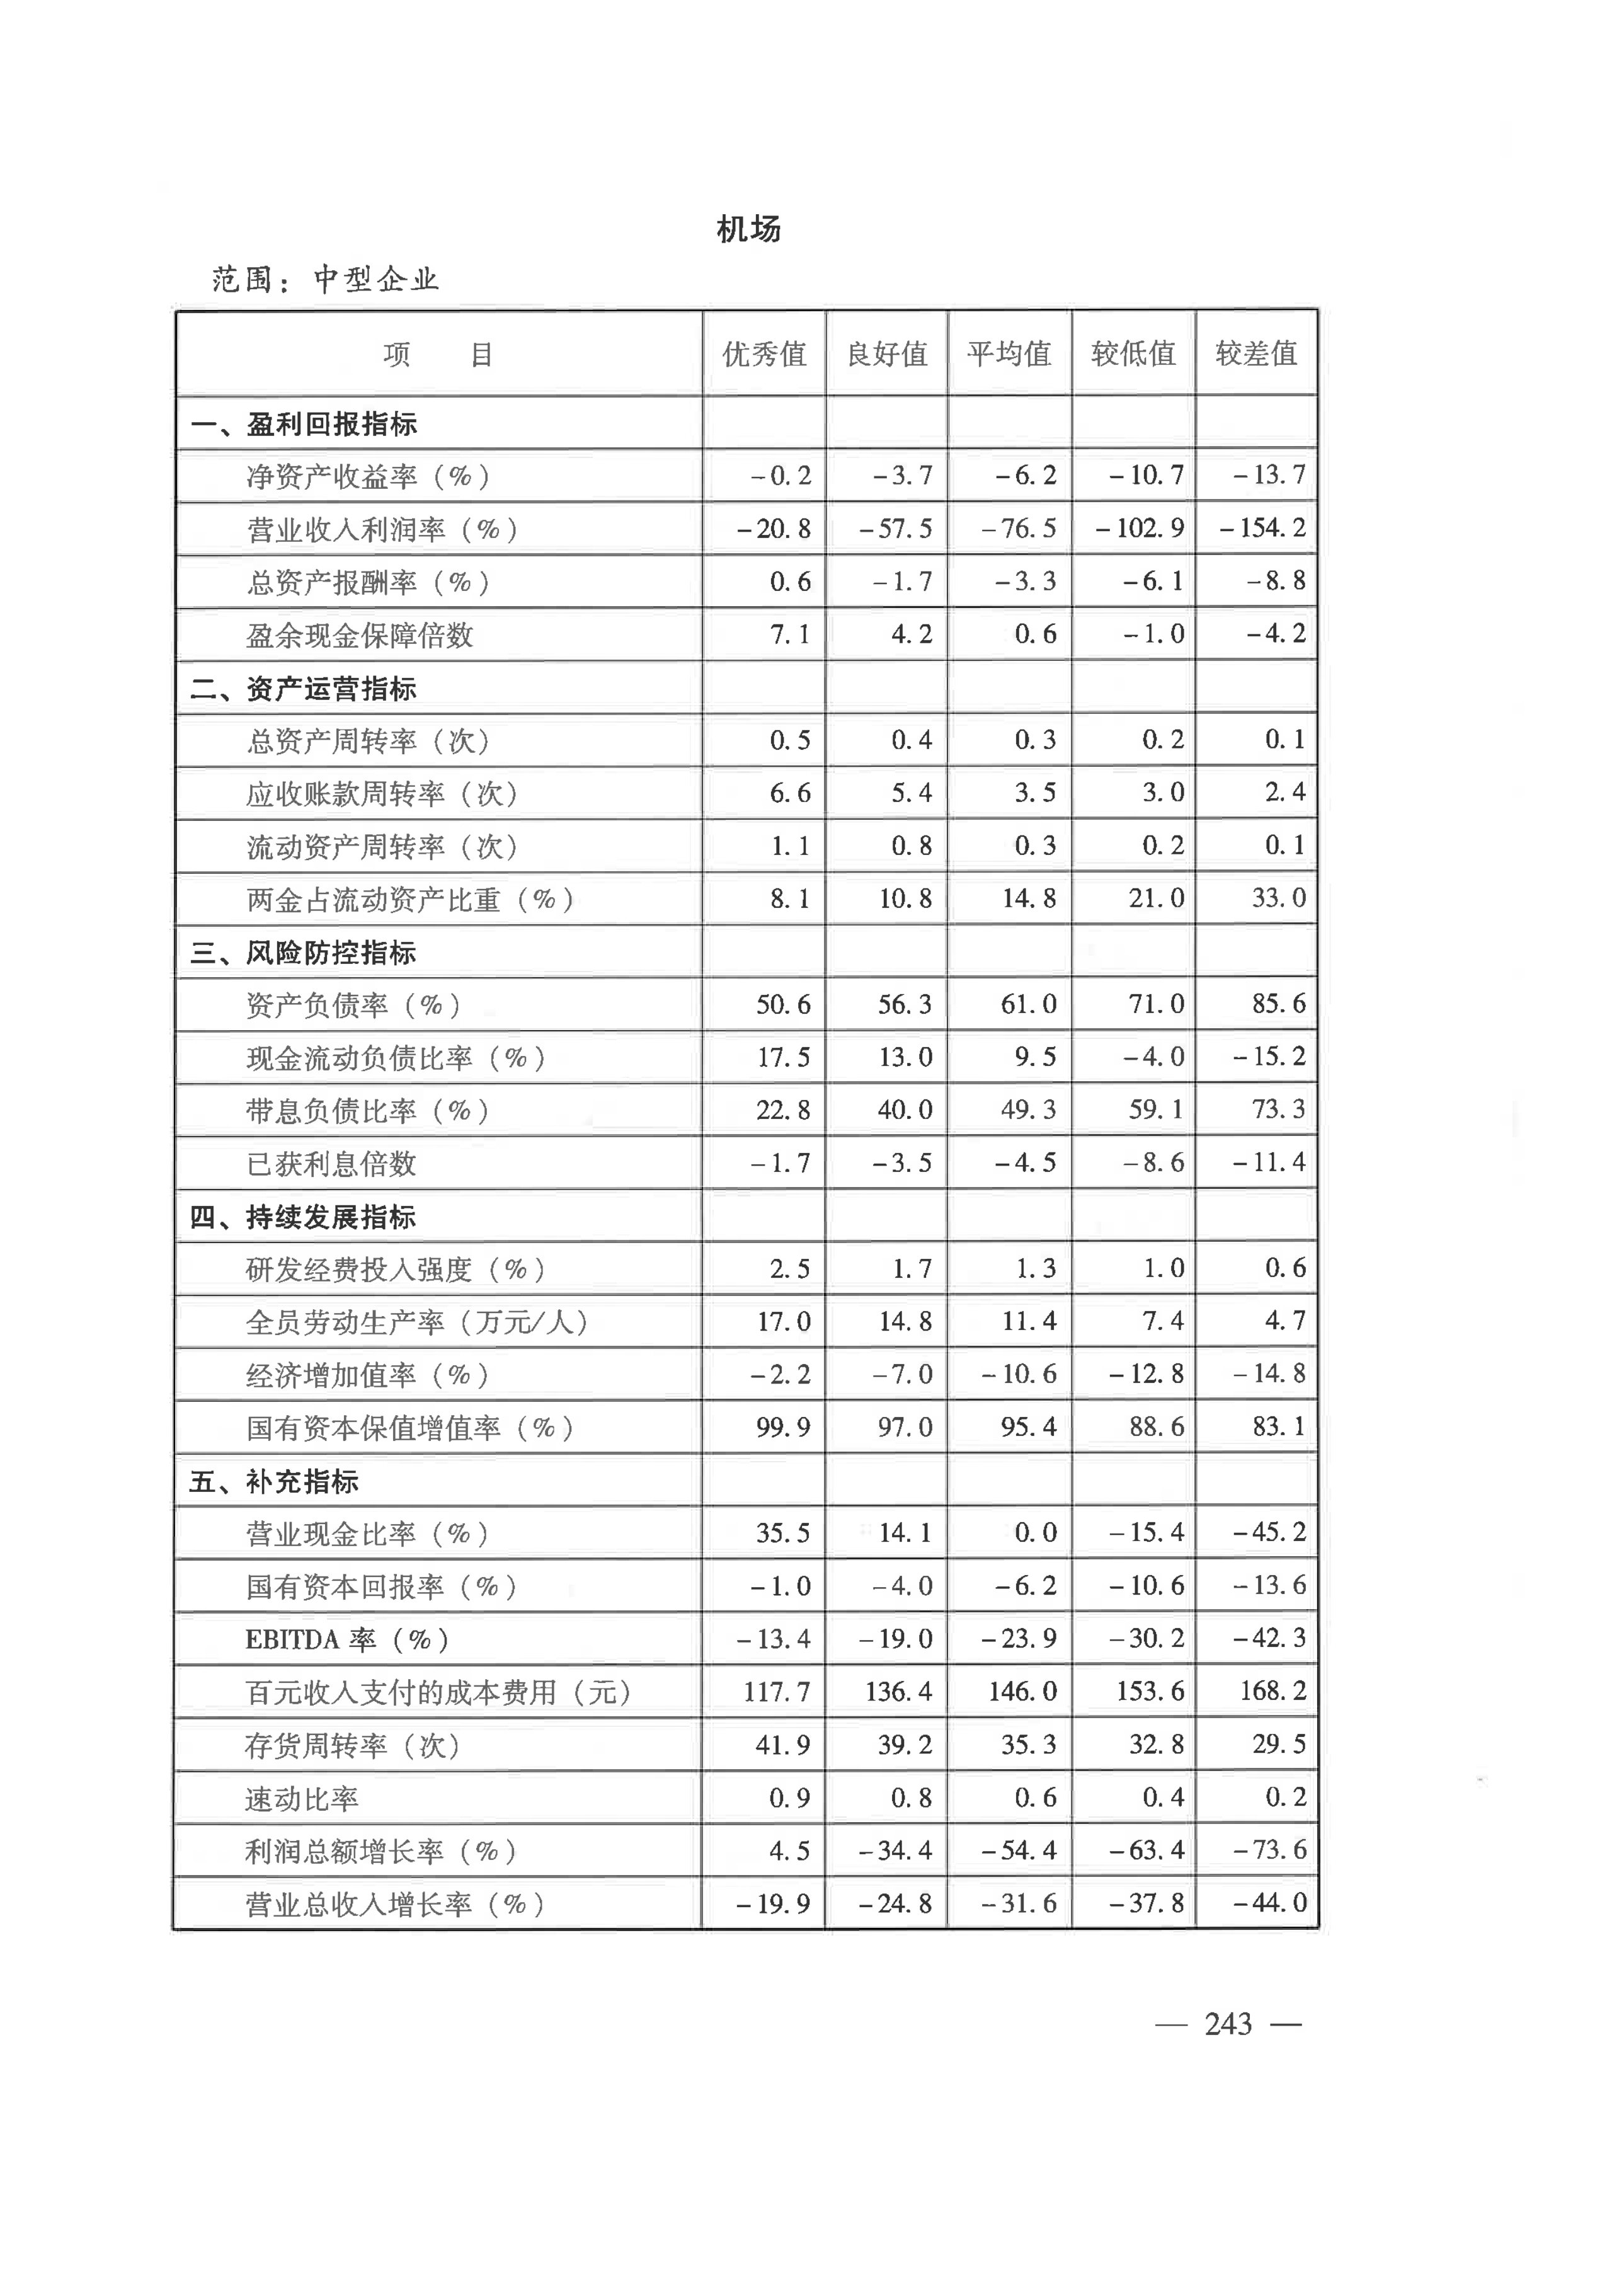 机场
范围：中型企业
项 目 优秀值 良好值 平均值 较低值 较差值
一、盈利回报指标
净资产收益率（%） -0.2 -3.7 -6.2 -10.7 -13.7
营业收入利润率（%） -20.8 -57.5 -76.5 -102.9 -154.2
总资产报酬率（%） 0.6 -1.7 -3.3 -6.1 -8.8
盈余现金保障倍数 7.1 4.2 0.6 -1.0 -4.2
二、资产运营指标
总资产周转率（次） 0.5 0.4 0.3 0.2 0.1
应收账款周转率（次） 6.6 5.4 3.5 3.0 2.4
流动资产周转率（次） 1.1 0.8 0.3 0.2 0.1
两金占流动资产比重（%） 8.1 10.8 14.8 21.0 33.0
三、风险防控指标
资产负债率（%） 50.6 56.3 61.0 71.0 85.6
现金流动负债比率（%） 17.5 13.0 9.5 -4.0 -15.2
带息负债比率（%） 22.8 40.0 49.3 59.1 73.3
已获利息倍数 -1.7 -3.5 -4.5 -8.6 -11.4
四、持续发展指标
研发经费投入强度（%） 2.5 1.7 1.3 1.0 0.6
全员劳动生产率（万元/人） 17.0 14.8 11.4 7.4 4.7
经济增加值率（%） -2.2 -7.0 -10.6 -12.8 -14.8
国有资本保值增值率（%） 99.9 97.0 95.4 88.6 83.1
五、补充指标
营业现金比率（%） 35.5 14.1 0.0 -15.4 -45.2
国有资本回报率（%） -1.0 -4.0 -6.2 -10.6 -13.6
EBITDA 率（%） -13.4 -19.0 -23.9 -30.2 -42.3
百元收入支付的成本费用（元） 117.7 136.4 146.0 153.6 168.2
存货周转率（次） 41.9 39.2 35.3 32.8 29.5
速动比率 0.9 0.8 0.6 0.4 0.2
利润总额增长率（%） 4.5 -34.4 -54.4 -63.4 -73.6
营业总收入增长率（%） -19.9 -24.8 -31.6 -37.8 -44.0
— 243 —